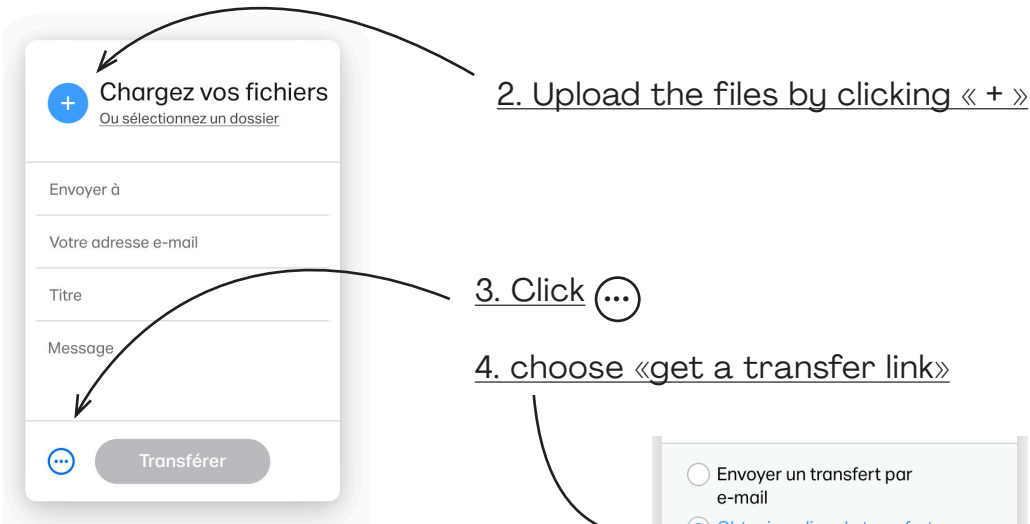 Chargez vos fichiers
Ou sélectionnez un dossier
2. Upload the files by clicking « + »
Envoyer à
Votre adresse e-mail
Titre
3. Click
Message
4. choose «get a transfer link»
Transférer
Envoyer un transfert par
e-mail